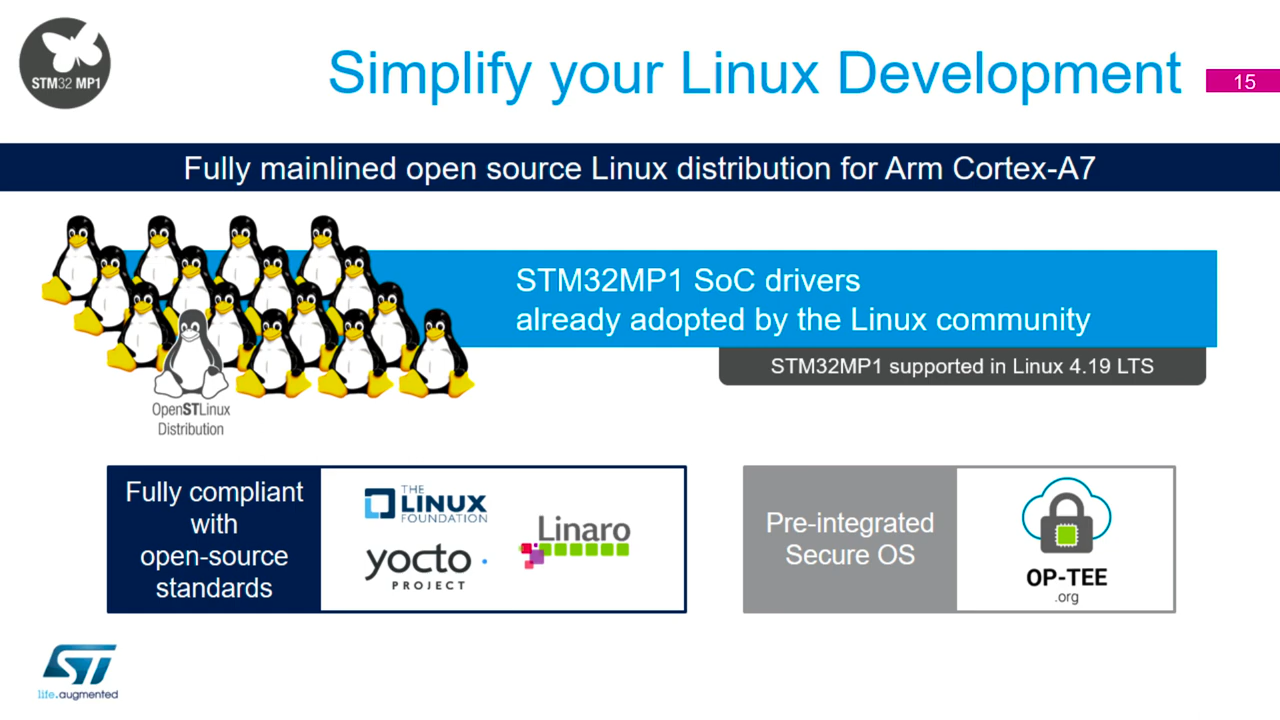 STM32 MP1
Simplify your Linux Development
15
Fully mainlined open source Linux distribution for Arm Cortex-A7
STM32MP1 SoC drivers
already adopted by the Linux community
STM32MP1 supported in Linux 4.19 LTS
OpenSTLinux
Distribution
Fully compliant
with
open-source
standards
THE
LINUX
FOUNDATION
yocto
PROJECT
Linaro
Pre-integrated
Secure OS
OP-TEE
.org
ST
life.augmented